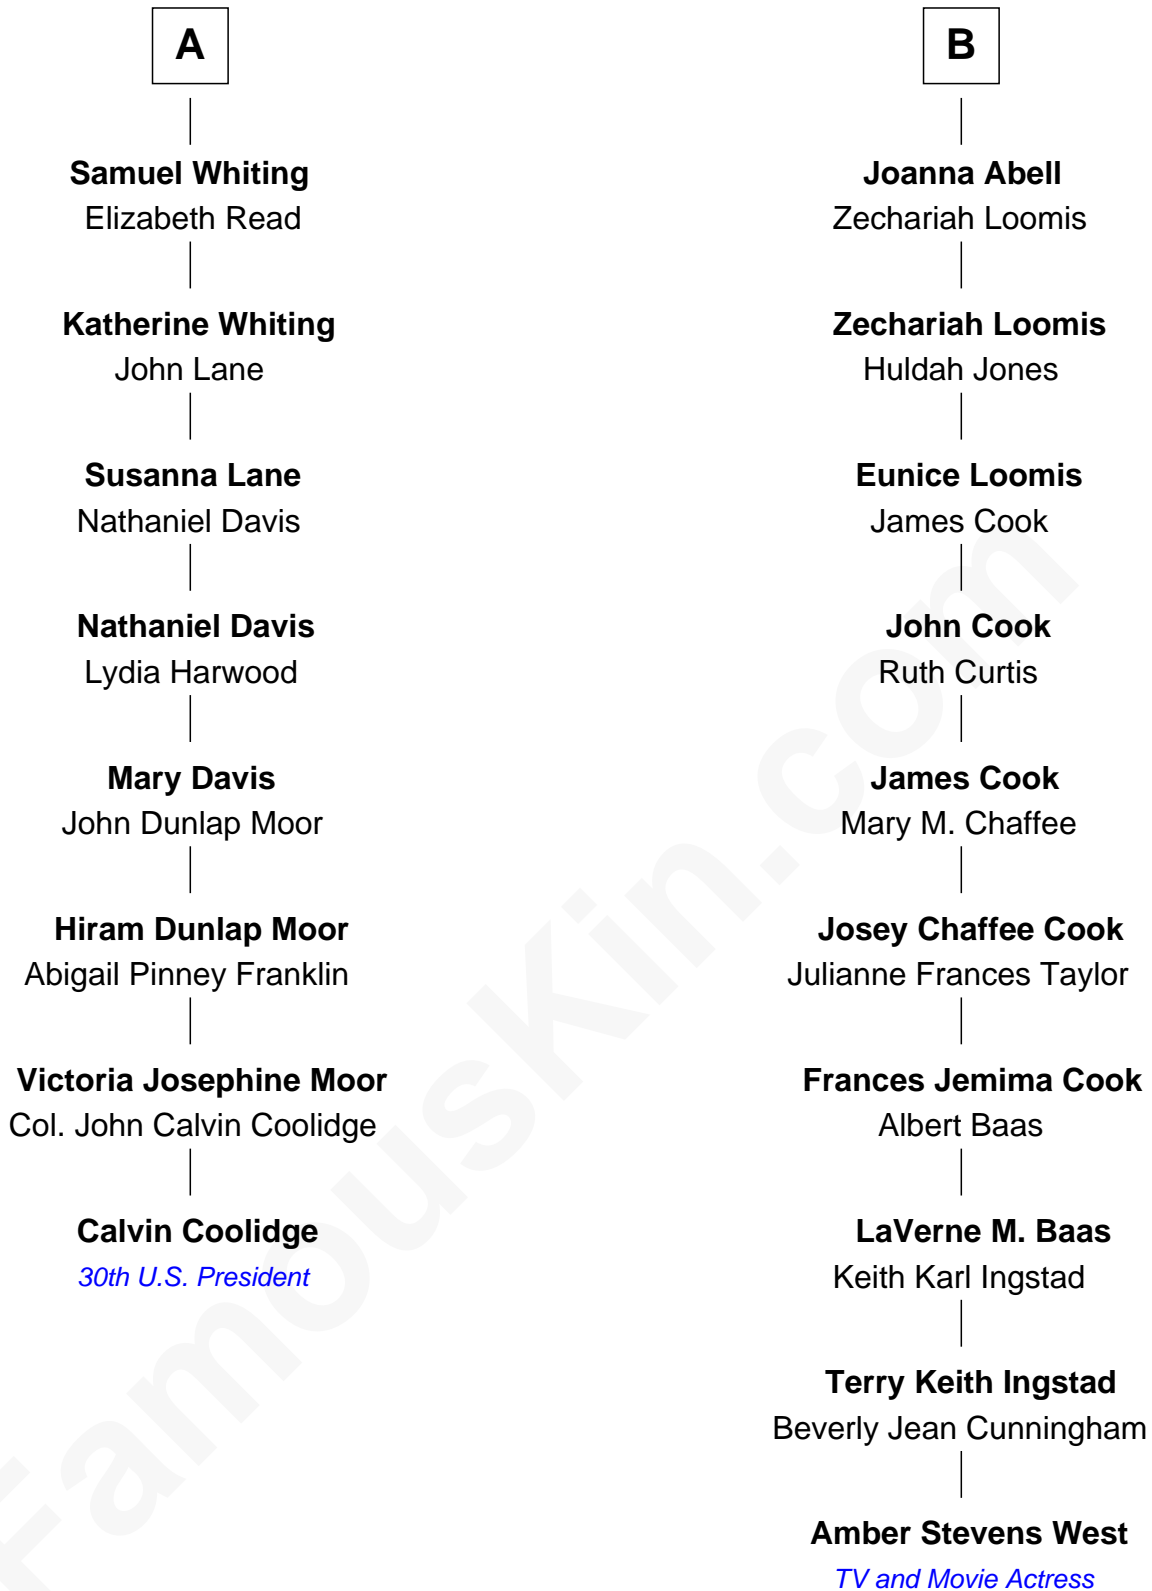 A
Samuel Whiting
Elizabeth Read
Katherine Whiting
John Lane
Susanna Lane
Nathaniel Davis
Nathaniel Davis
Lydia Harwood
Mary Davis
John Dunlap Moor
Hiram Dunlap Moor
Abigail Pinney Franklin
Victoria Josephine Moor
Col. John Calvin Coolidge
Calvin Coolidge
30th U.S. President
B
Joanna Abell
Zechariah Loomis
Zechariah Loomis
Huldah Jones
Eunice Loomis
James Cook
John Cook
Ruth Curtis
James Cook
Mary M. Chaffee
Josey Chaffee Cook
Julianne Frances Taylor
Frances Jemima Cook
Albert Baas
LaVerne M. Baas
Keith Karl Ingstad
Terry Keith Ingstad
Beverly Jean Cunningham
Amber Stevens West
TV and Movie Actress
FamousKin.com